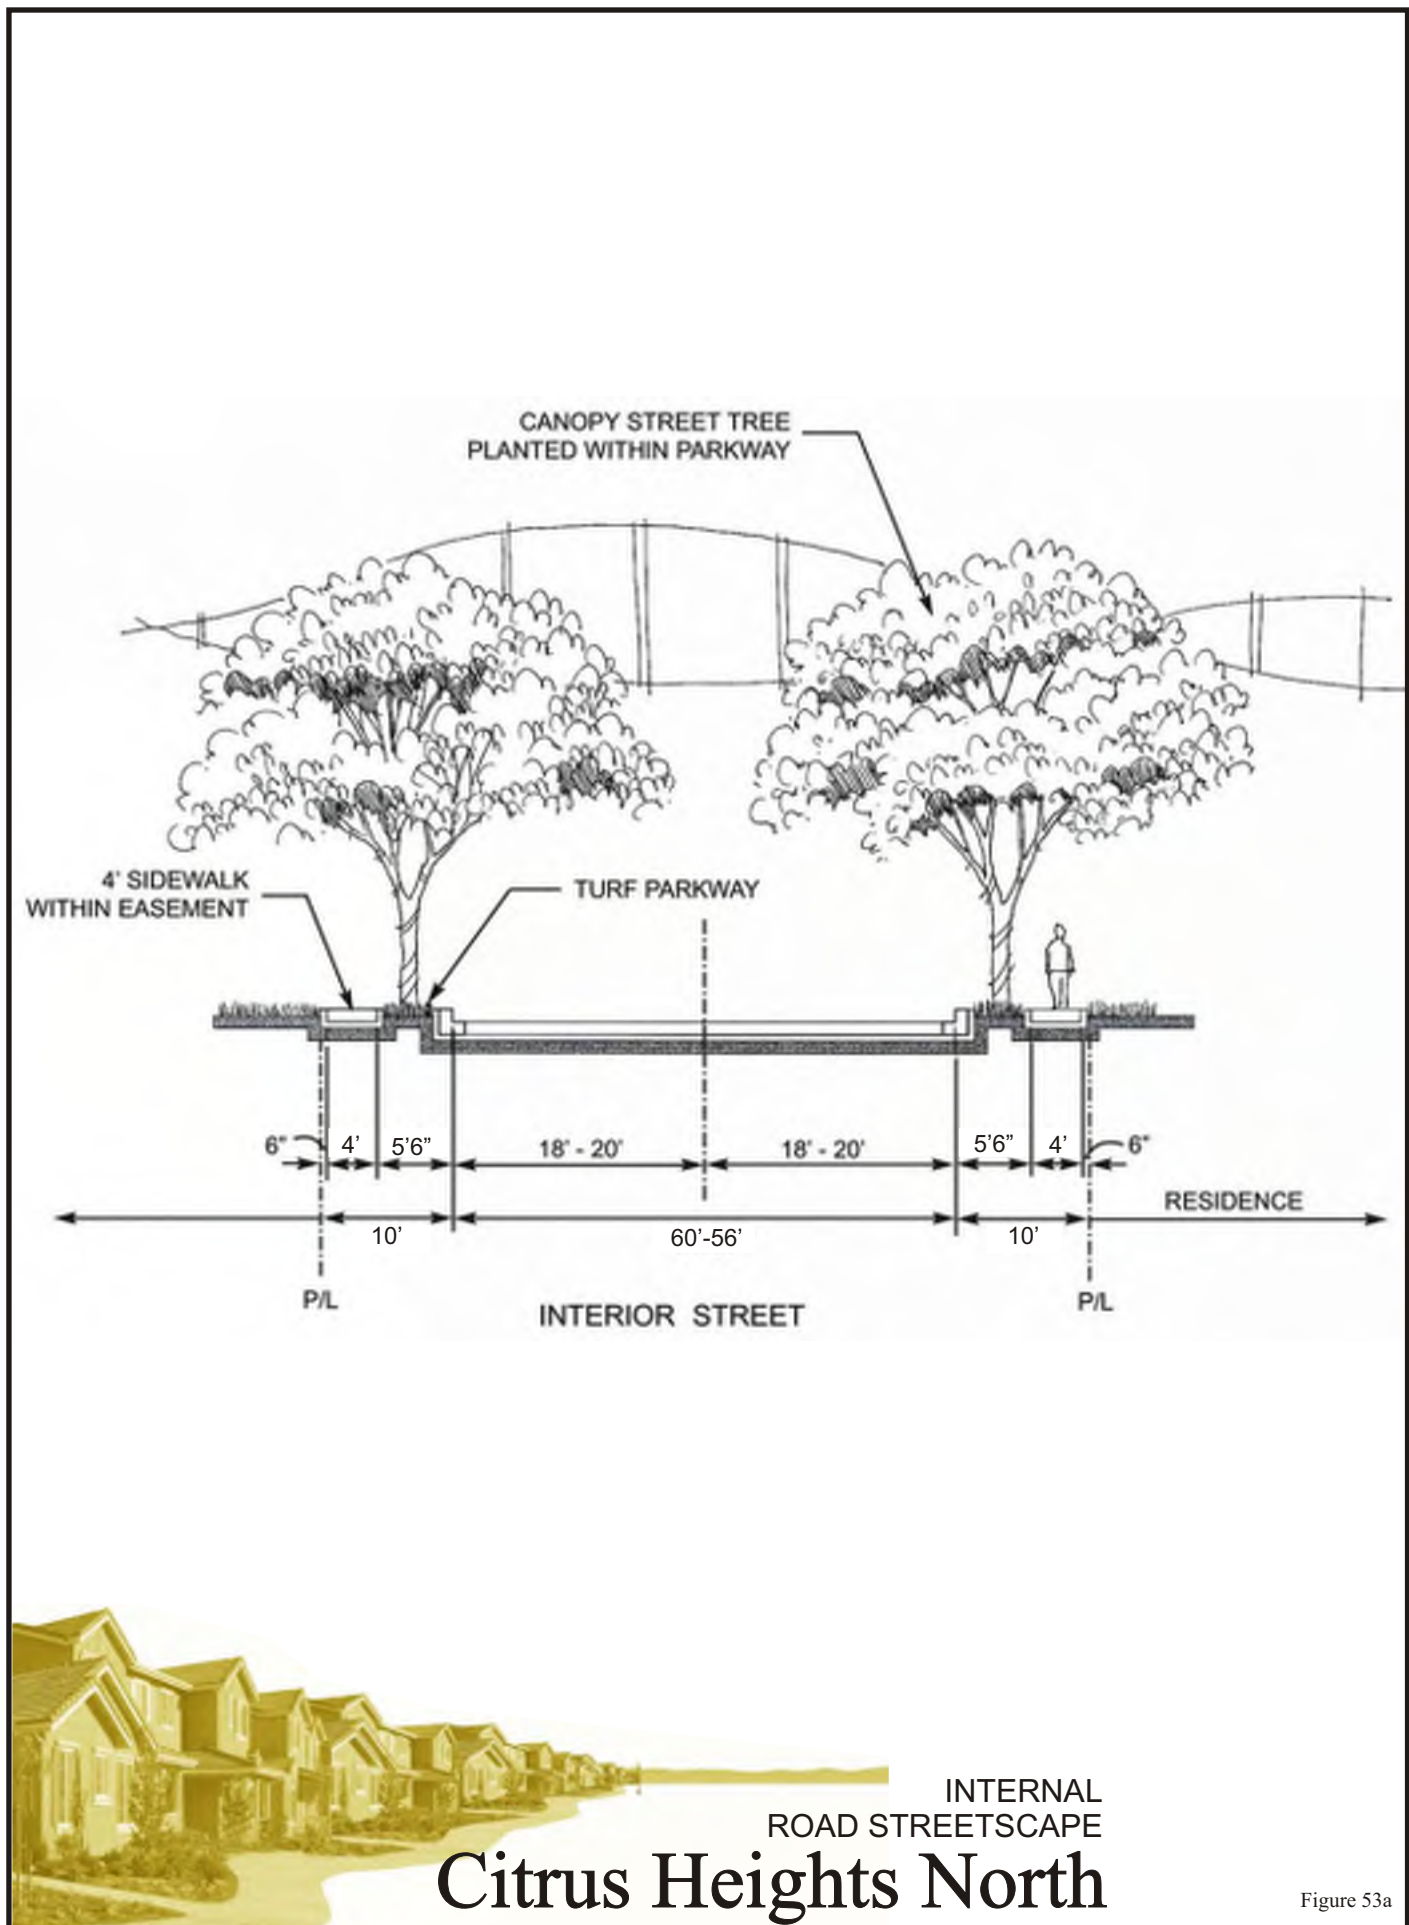 CANOPY STREET TREE
PLANTED WITHIN PARKWAY
4' SIDEWALK
WITHIN EASEMENT
TURF PARKWAY
6" 4' 5'6" 18' - 20' 18' - 20' 5'6" 4' 6"
RESIDENCE
10' 60'-56' 10'
P/L P/L
INTERIOR STREET
INTERNAL
ROAD STREETSCAPE
Citrus Heights North
Figure 53a